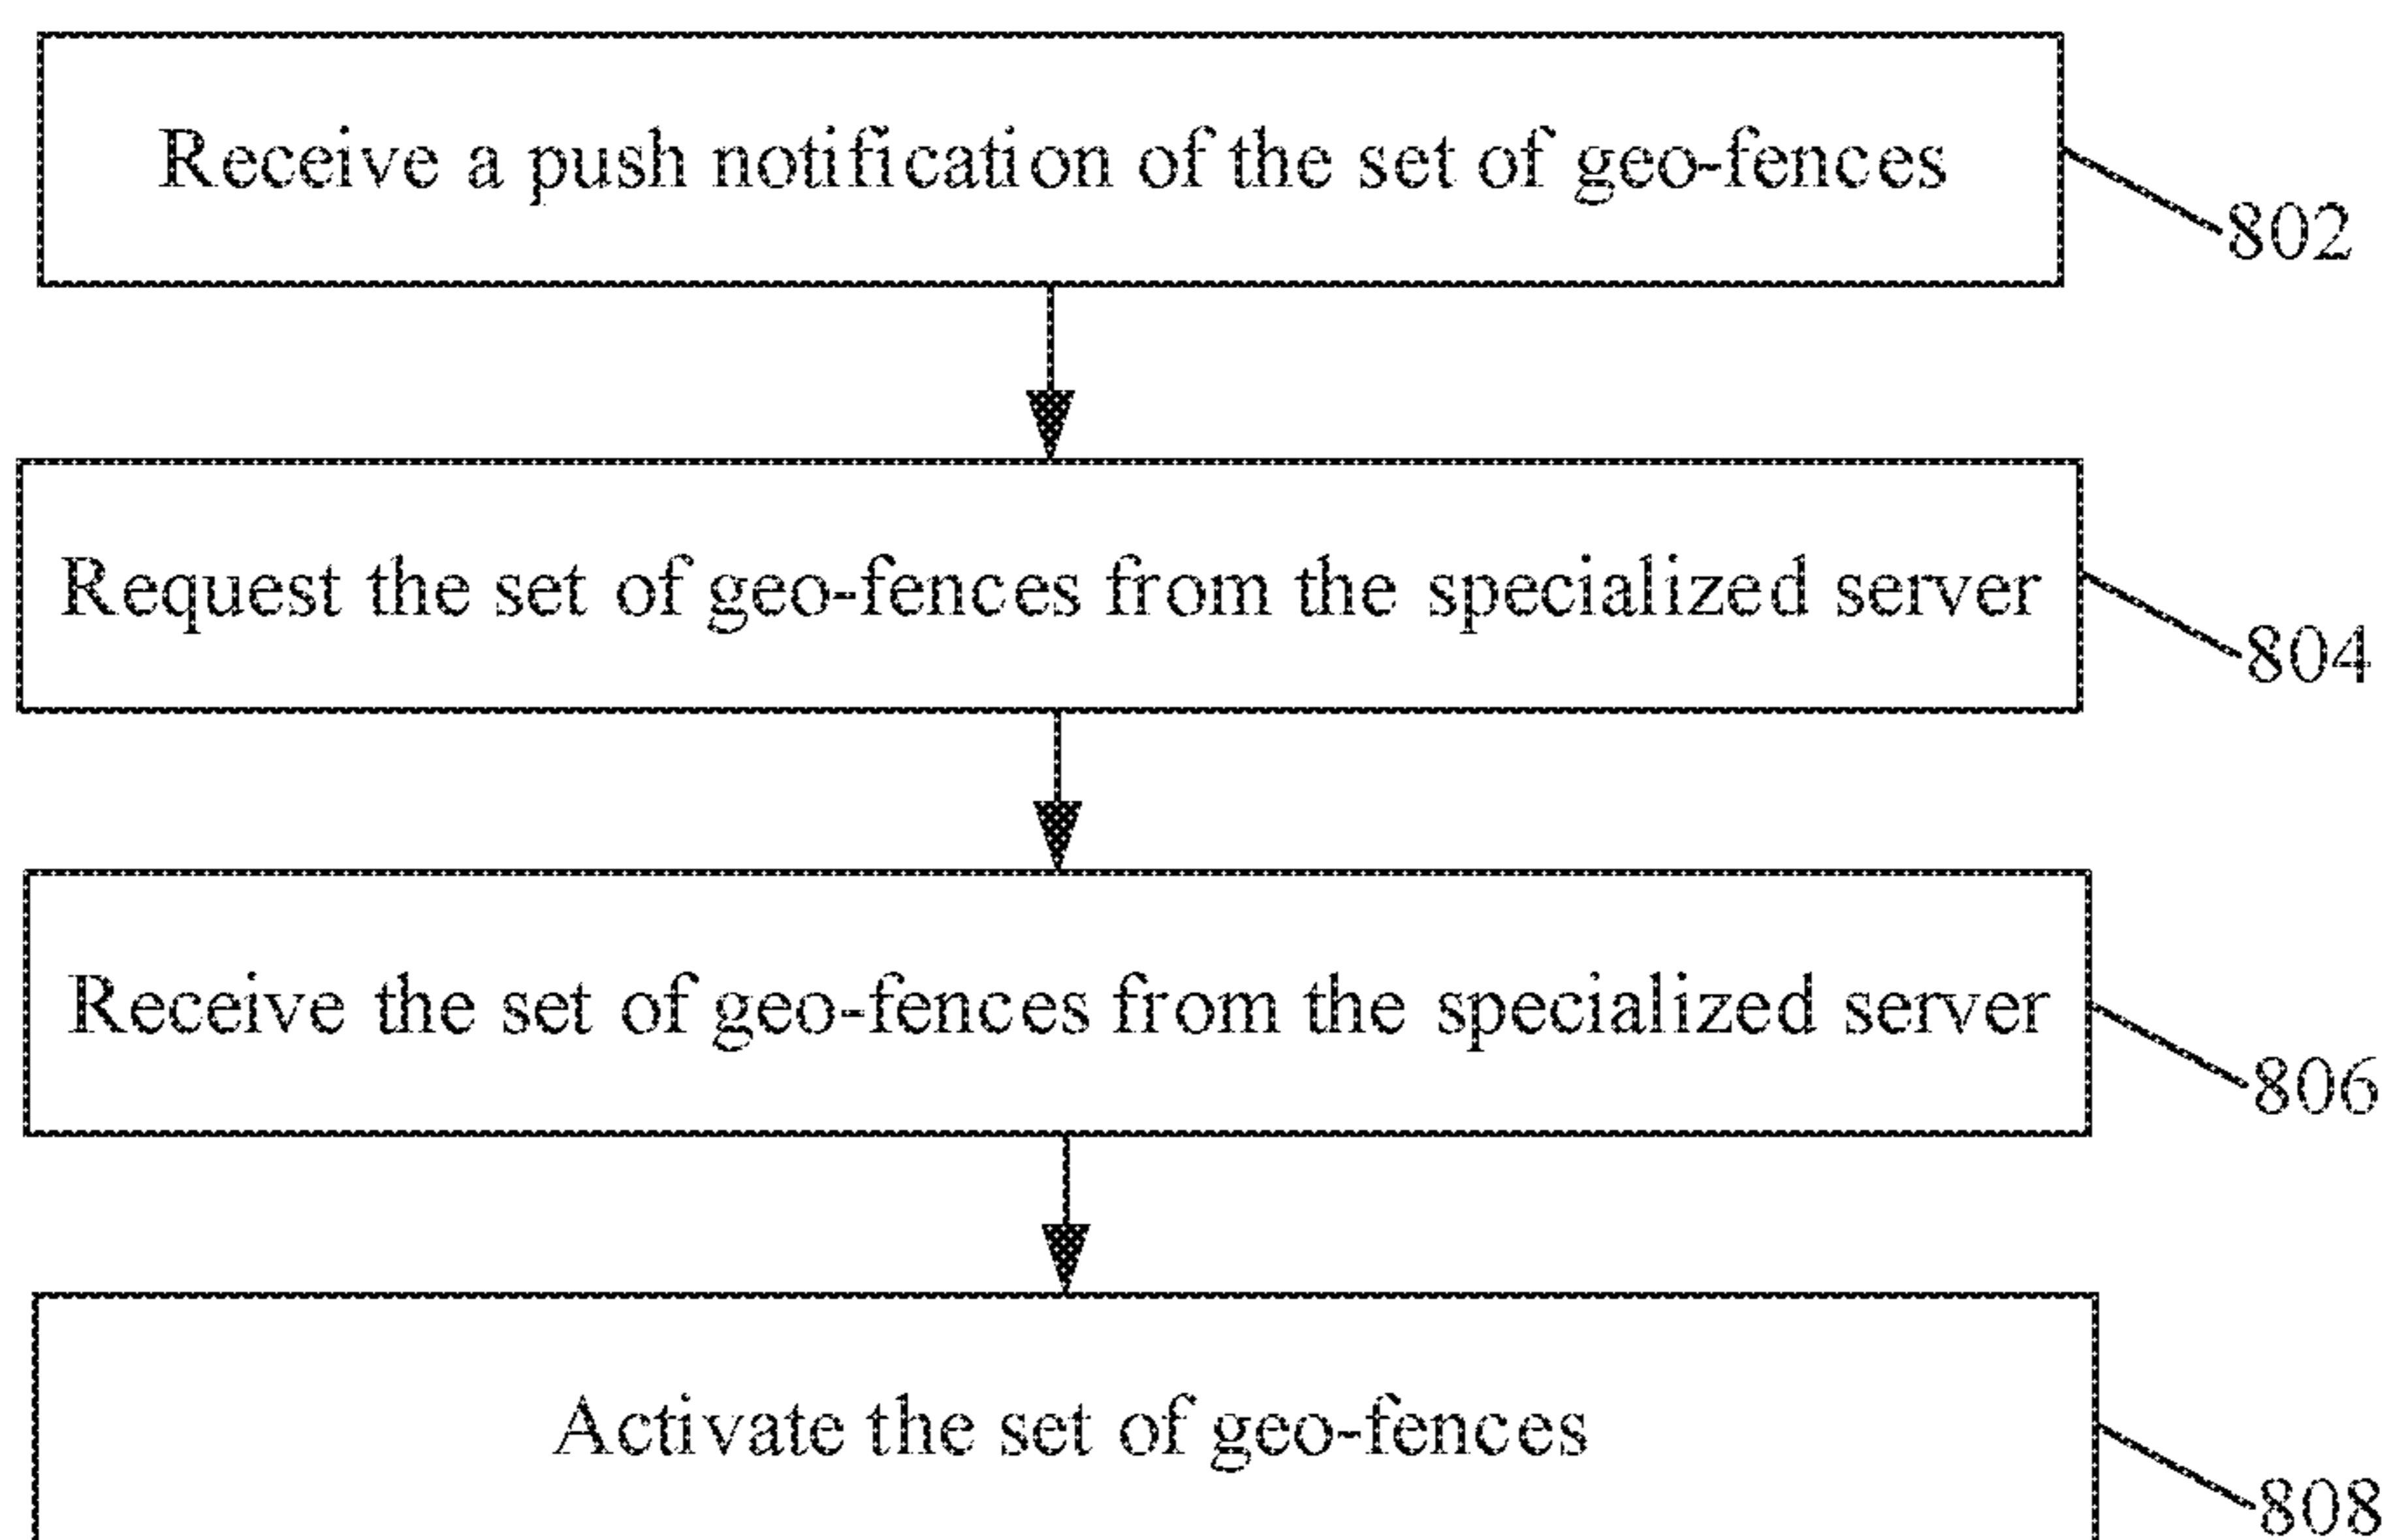 Receive a push notification of the set of geo-fences
802
Request the set of geo-fences from the specialized server
804
Receive the set of geo-fences from the specialized server
806
Activate the set of geo-fences
808